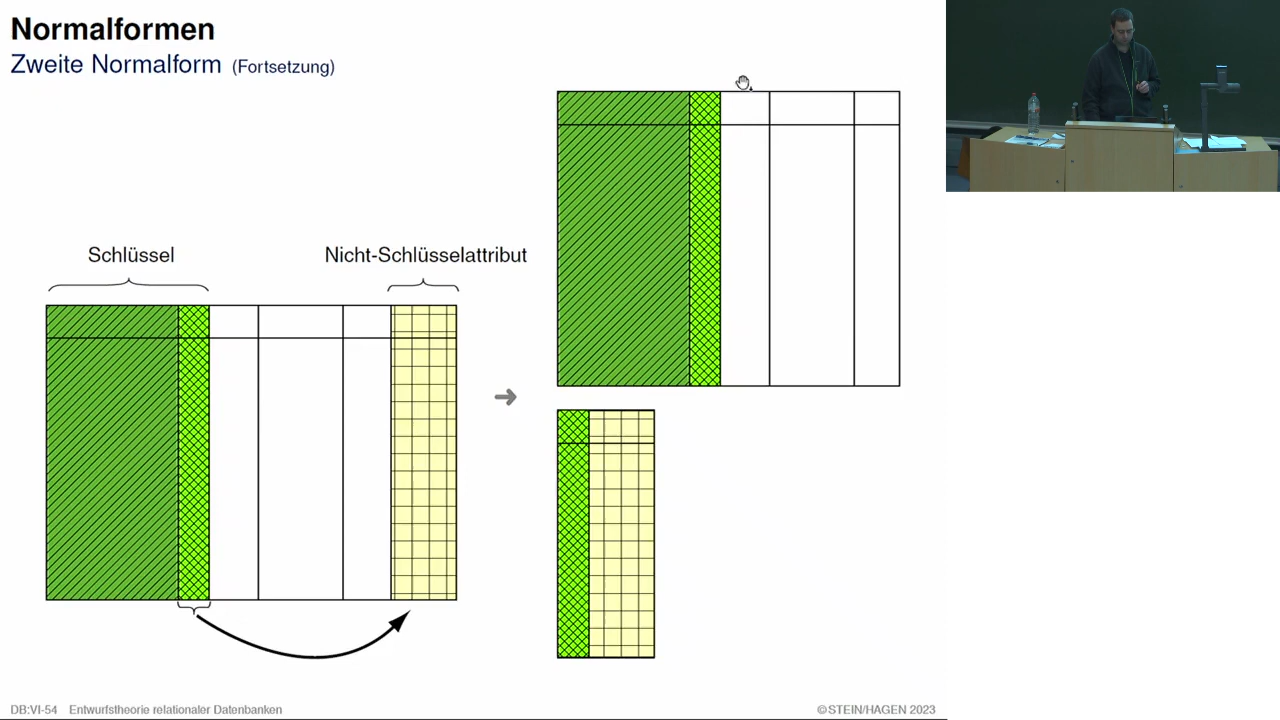 Normalformen
Zweite Normalform (Fortsetzung)
Schlüssel
Nicht-Schlüsselattribut
DB:VI-54 Entwurfstheorie relationaler Datenbanken
©STEIN/HAGEN 2023